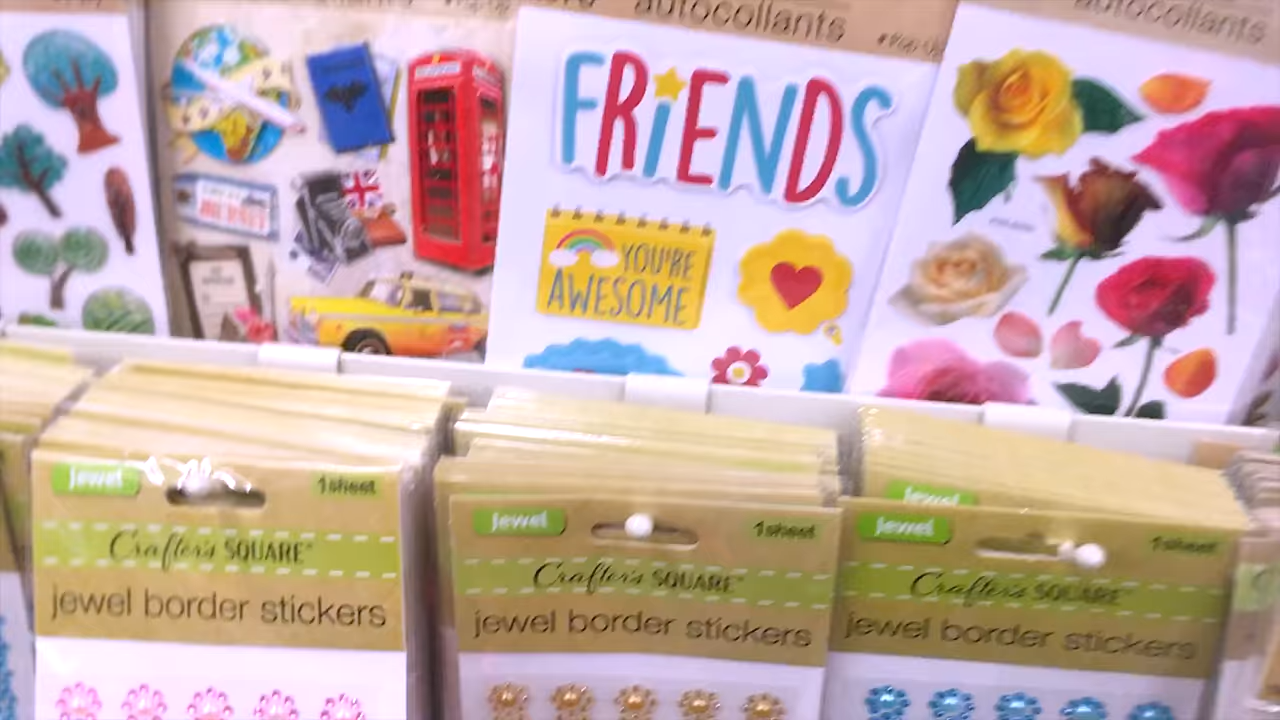 autocollants
autocollants
FRiENDS
YOU'RE
AWESOME
jewel
1 sheet
Crafter's SQUARE
jewel border stickers
jewel
1 sheet
Crafter's SQUARE
jewel border stickers
jewel
jewel
1 sheet
Crafter's SQUARE
jewel border stickers